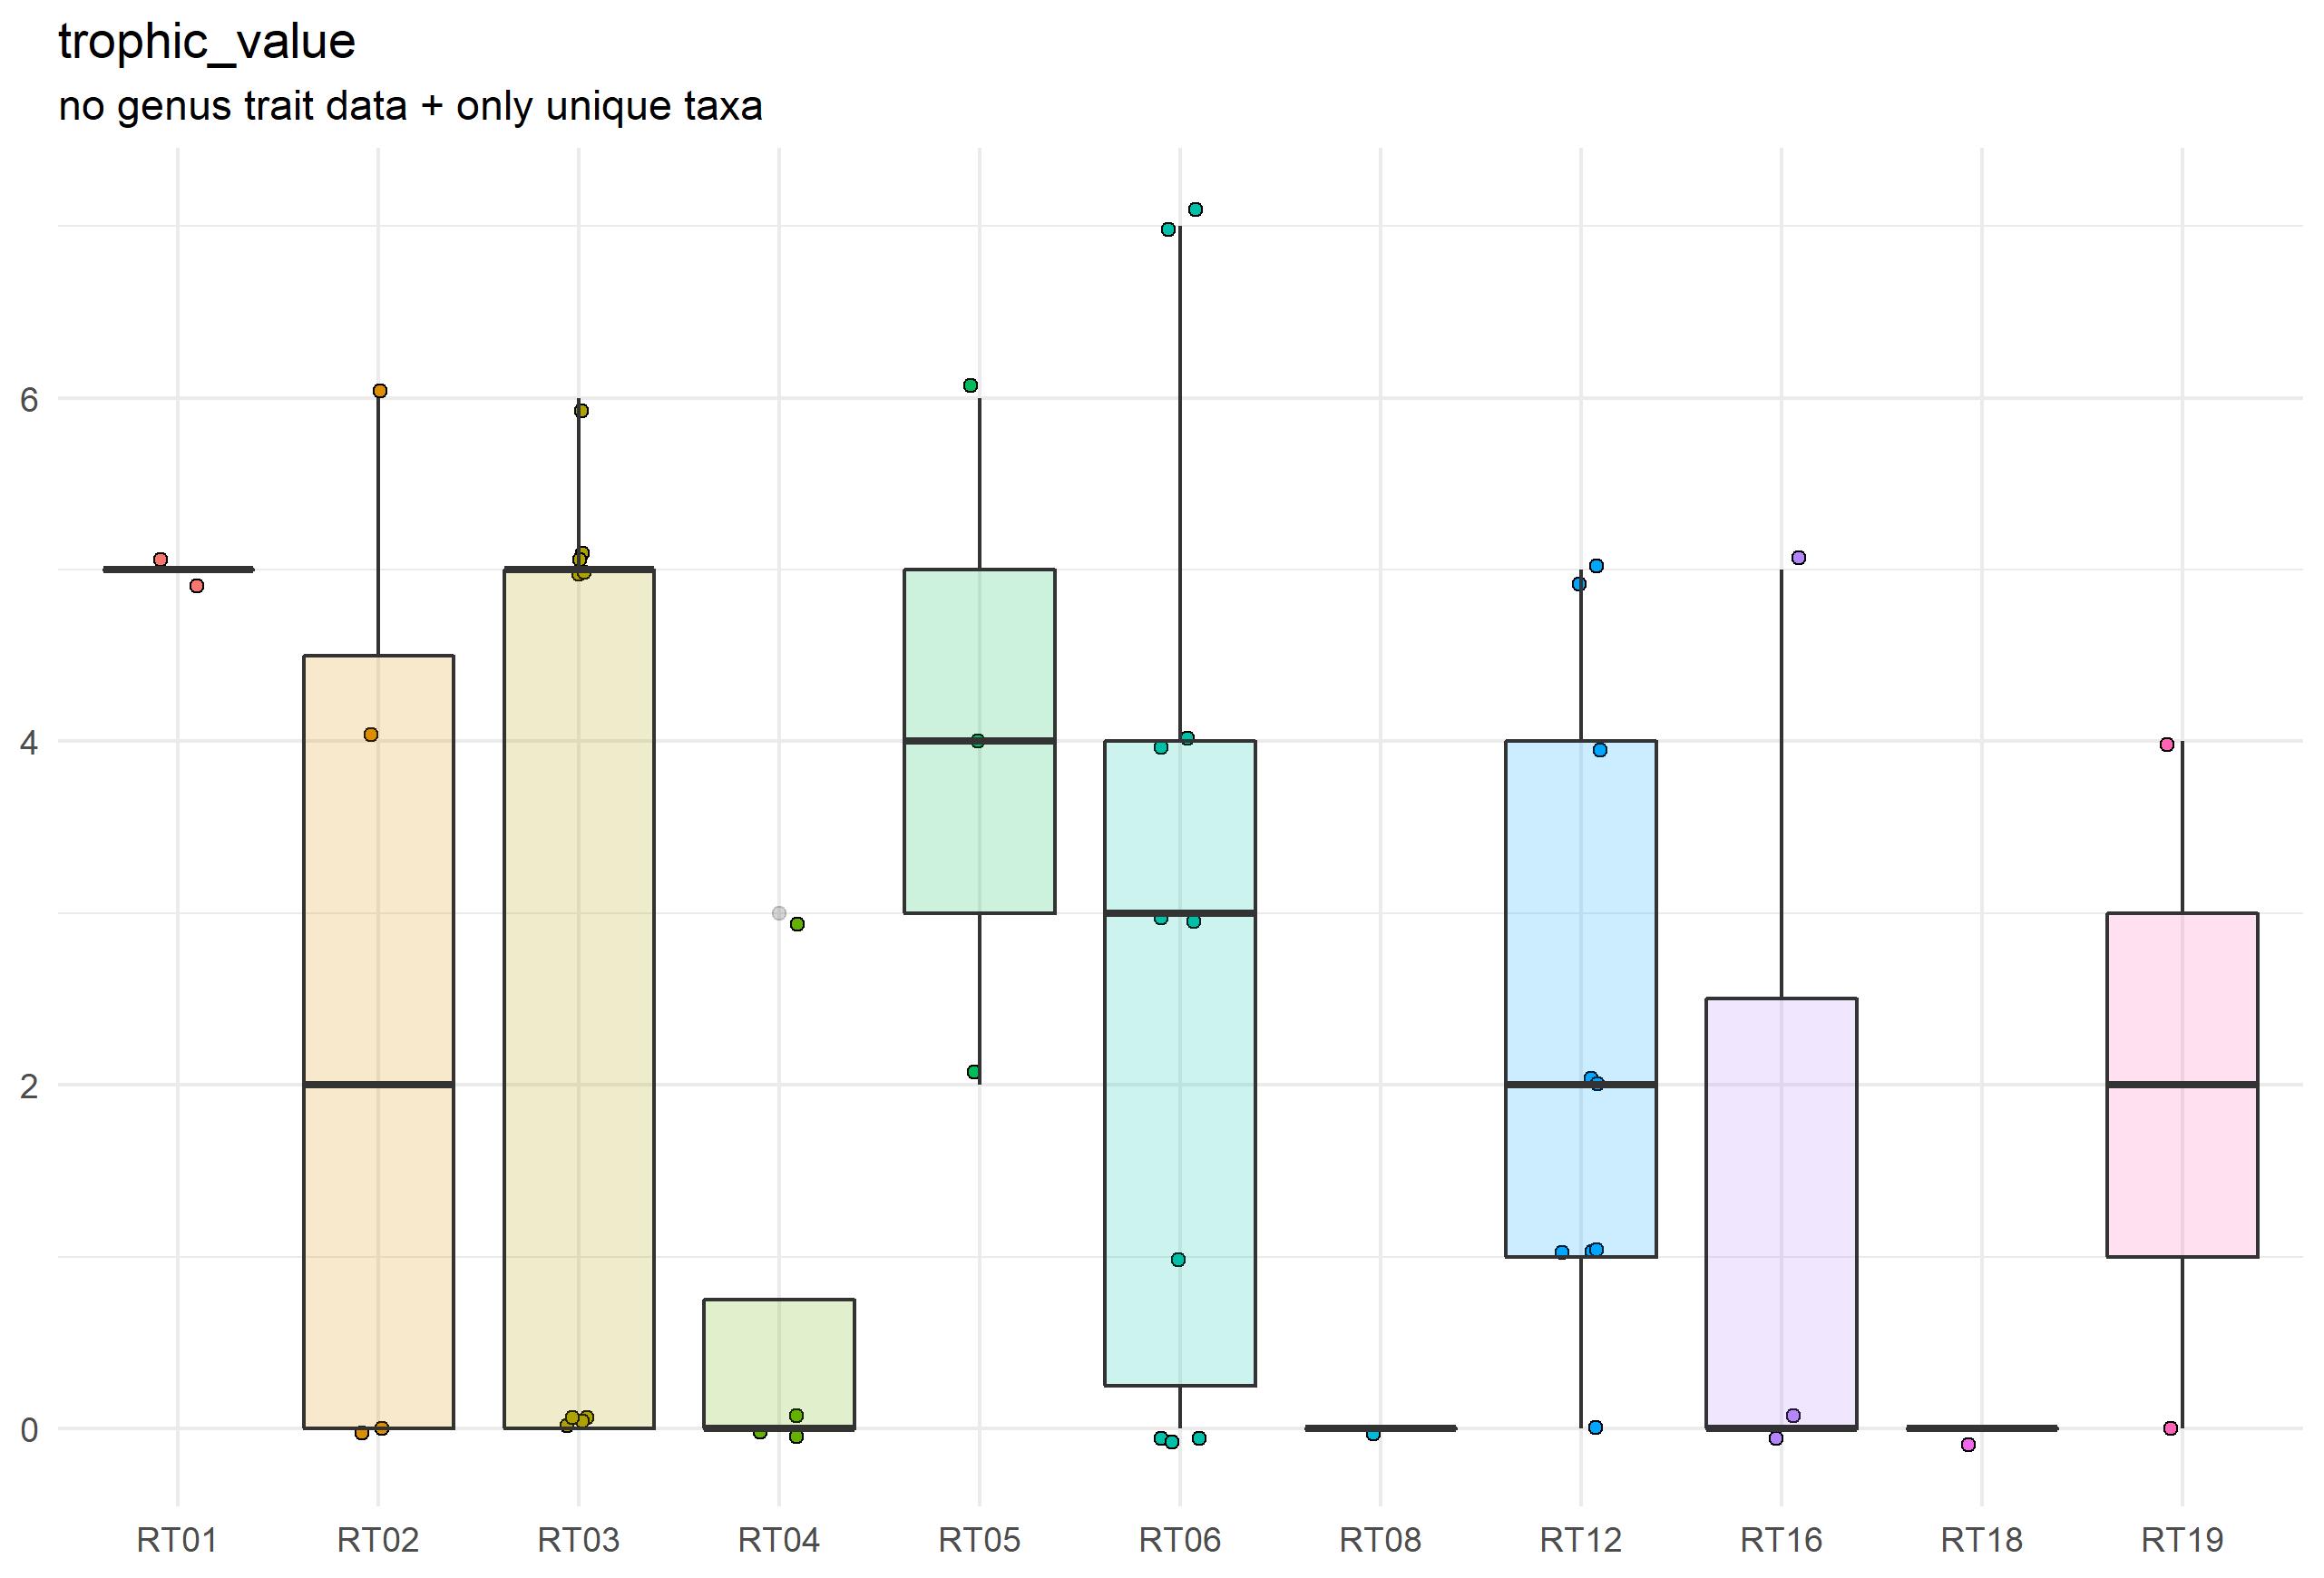 trophic_value
no genus trait data + only unique taxa
6
4
2
0
RT01 RT02 RT03 RT04 RT05 RT06 RT08 RT12 RT16 RT18 RT19